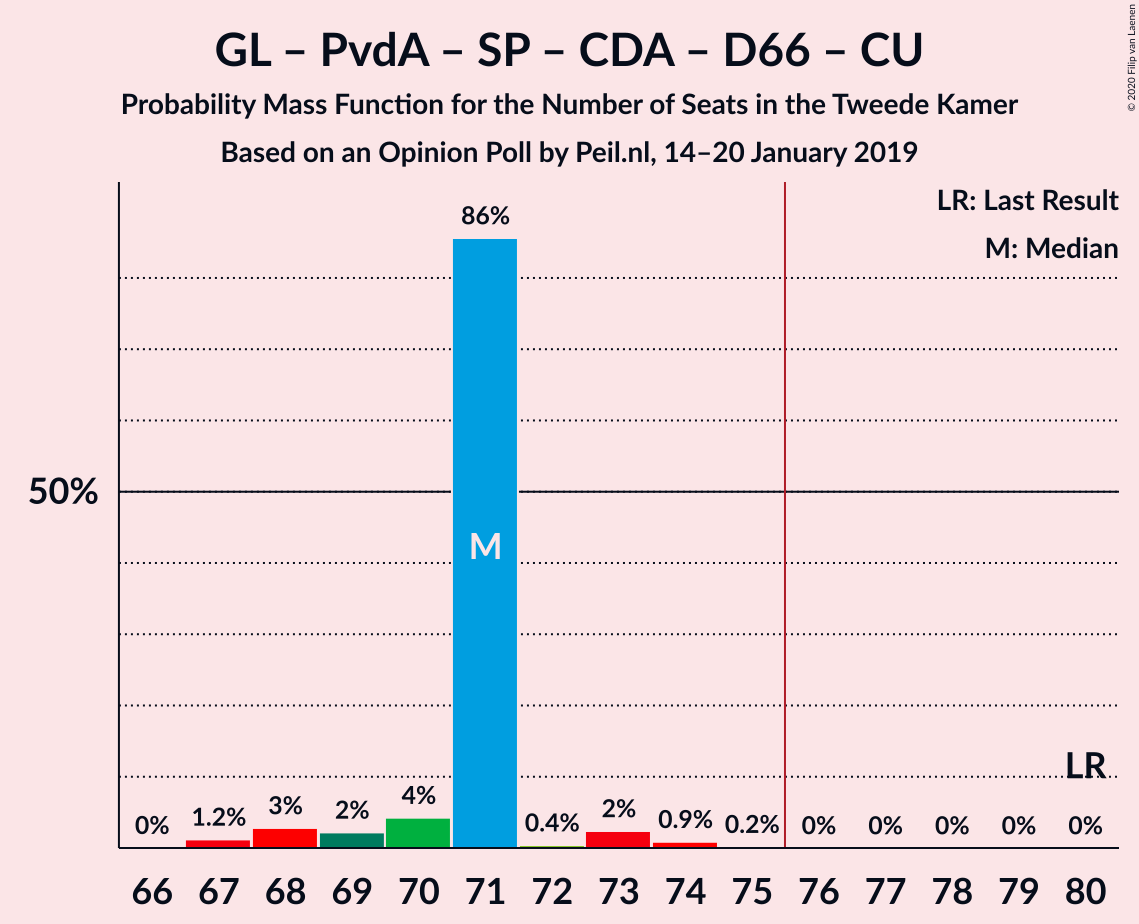 GL – PvdA – SP – CDA – D66 – CU
Probability Mass Function for the Number of Seats in the Tweede Kamer
Based on an Opinion Poll by Peil.nl, 14–20 January 2019
© 2020 Filip van Laenen
LR: Last Result
M: Median
86%
50%
M
LR
0%
1.2%
3%
2%
4%
0.4%
2%
0.9%
0.2%
0%
0%
0%
0%
0%
66 67 68 69 70 71 72 73 74 75 76 77 78 79 80